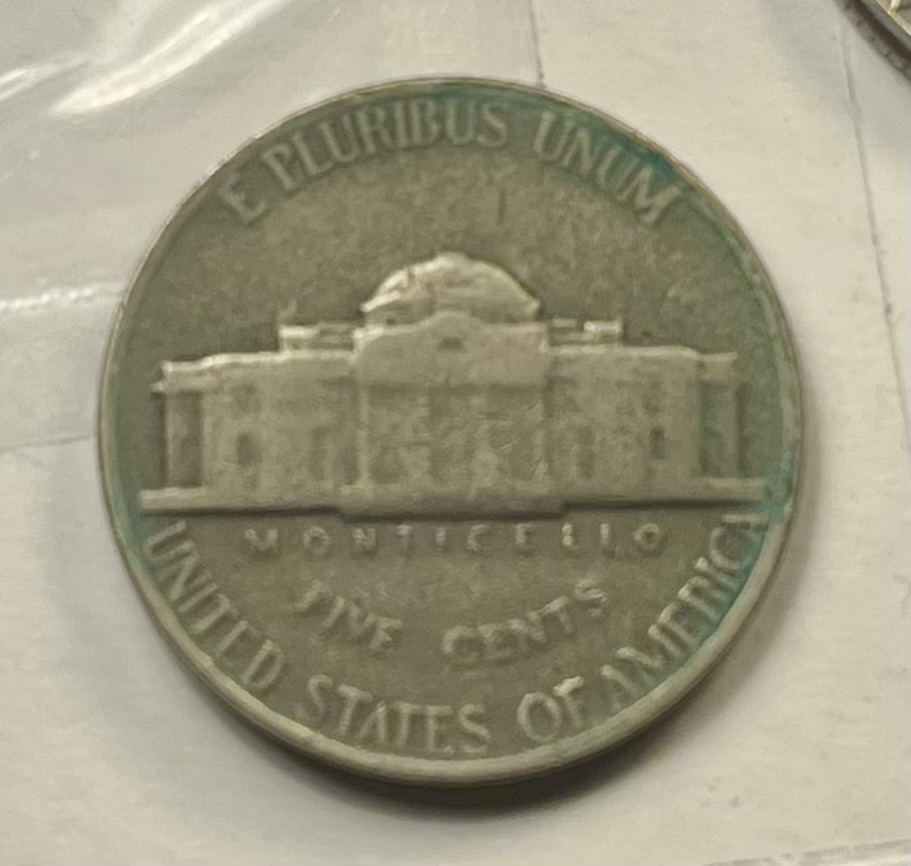 E PLURIBUS UNUM
MONTICELLO
FIVE CENTS
UNITED STATES OF AMERICA